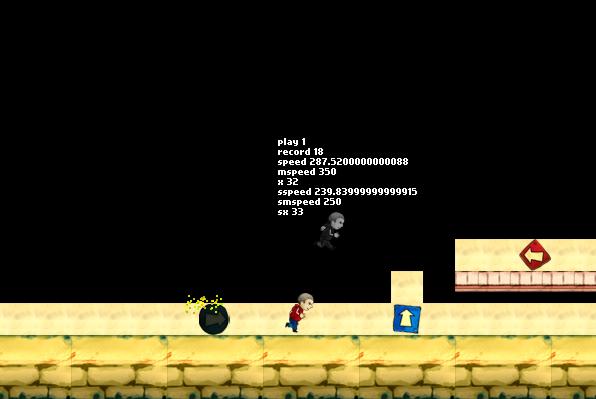 play 1
record 18
speed 287.5200000000088
mspeed 350
x 32
sspeed 239.83999999999915
smspeed 250
sx 33